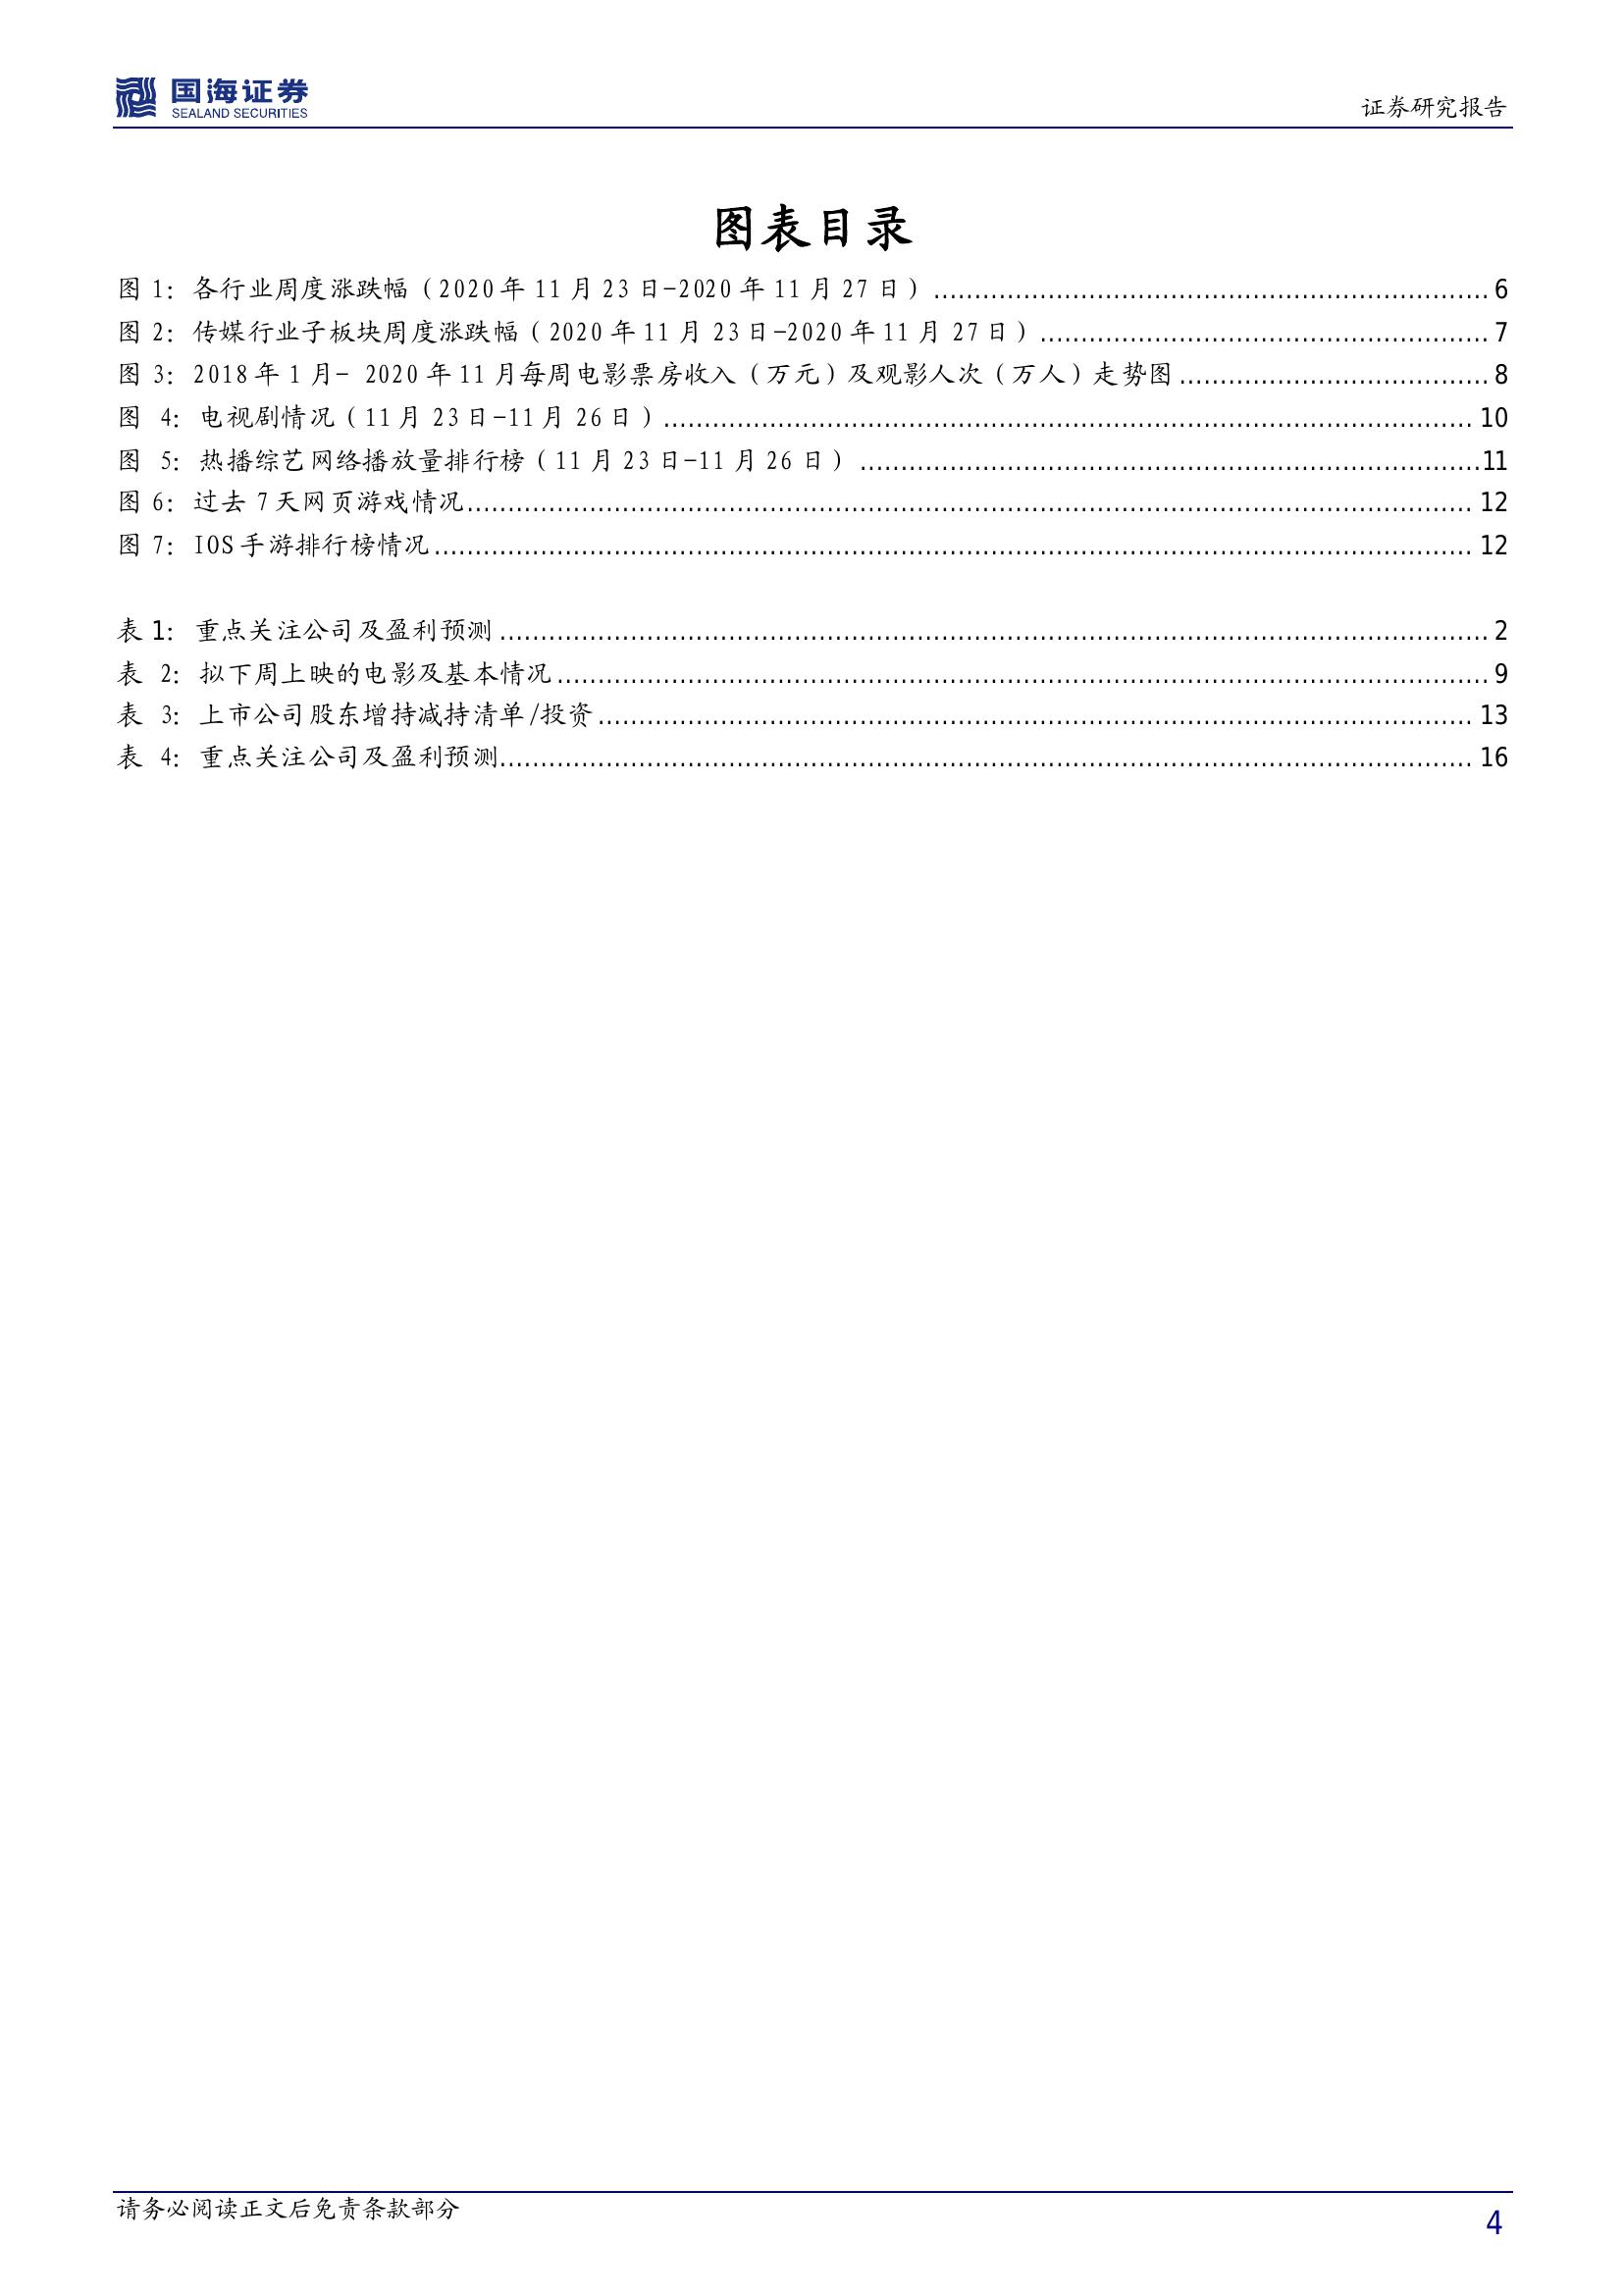 国海证券
SEALAND SECURITIES
证券研究报告
图表目录
图 1：各行业周度涨跌幅（2020年 11 月 23 日-2020 年 11 月 27 日）........................................ 6
图 2：传媒行业子板块周度涨跌幅（2020 年 11 月 23 日-2020 年 11 月 27 日）........................................ 7
图 3：2018 年 1 月- 2020 年 11 月每周电影票房收入（万元）及观影人次（万人）走势图........................................ 8
图 4：电视剧情况（11 月 23 日-11 月 26 日）........................................ 10
图 5：热播综艺网络播放量排行榜（11 月 23 日-11 月 26 日）........................................ 11
图 6：过去 7 天网页游戏情况........................................ 12
图 7：IOS 手游排行榜情况........................................ 12
表 1：重点关注公司及盈利预测........................................ 2
表 2：拟下周上映的电影及基本情况........................................ 9
表 3：上市公司股东增持减持清单/投资........................................ 13
表 4：重点关注公司及盈利预测........................................ 16
请务必阅读正文后免责条款部分
4